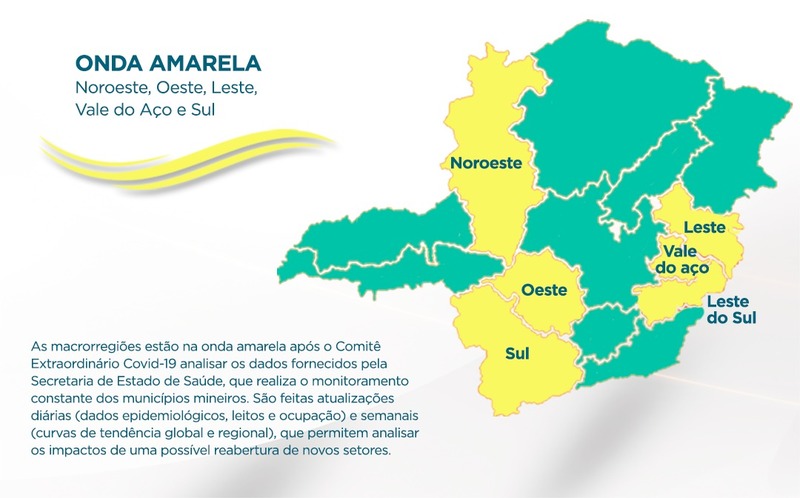 ONDA AMARELA
Noroeste, Oeste, Leste,
Vale do Aço e Sul
Noroeste
Leste
Vale
do aço
Oeste
Leste
do Sul
Sul
As macrorregiões estão na onda amarela após o Comitê
Extraordinário Covid-19 analisar os dados fornecidos pela
Secretaria de Estado de Saúde, que realiza o monitoramento
constante dos municípios mineiros. São feitas atualizações
diárias (dados epidemiológicos, leitos e ocupação) e semanais
(curvas de tendência global e regional), que permitem analisar
os impactos de uma possível reabertura de novos setores.